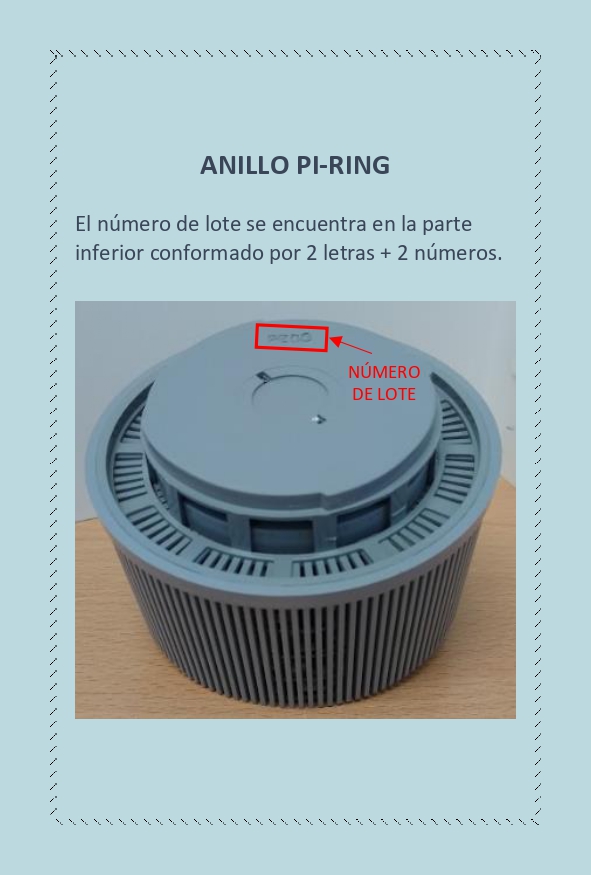 ANILLO PI-RING
El número de lote se encuentra en la parte
inferior conformado por 2 letras + 2 números.
NÚMERO
DE LOTE